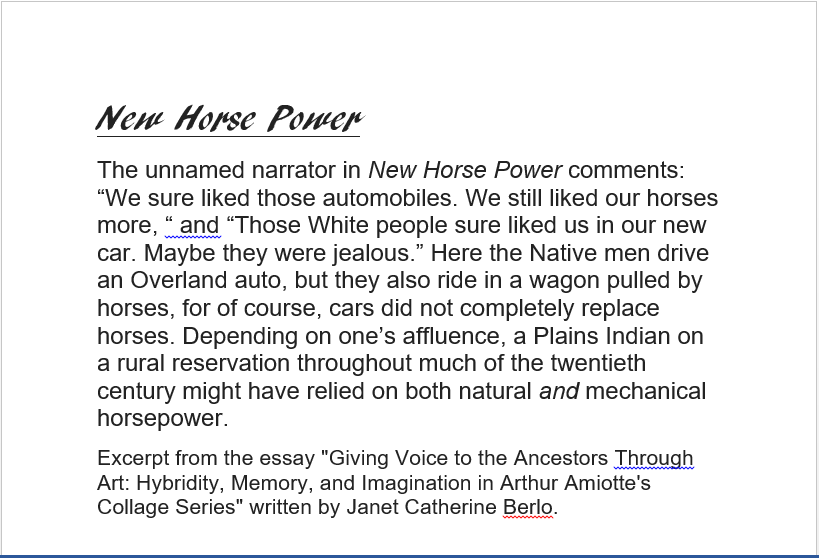 New Horse Power
The unnamed narrator in New Horse Power comments:
“We sure liked those automobiles. We still liked our horses
more, “ and “Those White people sure liked us in our new
car. Maybe they were jealous.” Here the Native men drive
an Overland auto, but they also ride in a wagon pulled by
horses, for of course, cars did not completely replace
horses. Depending on one’s affluence, a Plains Indian on
a rural reservation throughout much of the twentieth
century might have relied on both natural and mechanical
horsepower.
Excerpt from the essay "Giving Voice to the Ancestors Through
Art: Hybridity, Memory, and Imagination in Arthur Amiotte's
Collage Series" written by Janet Catherine Berlo.